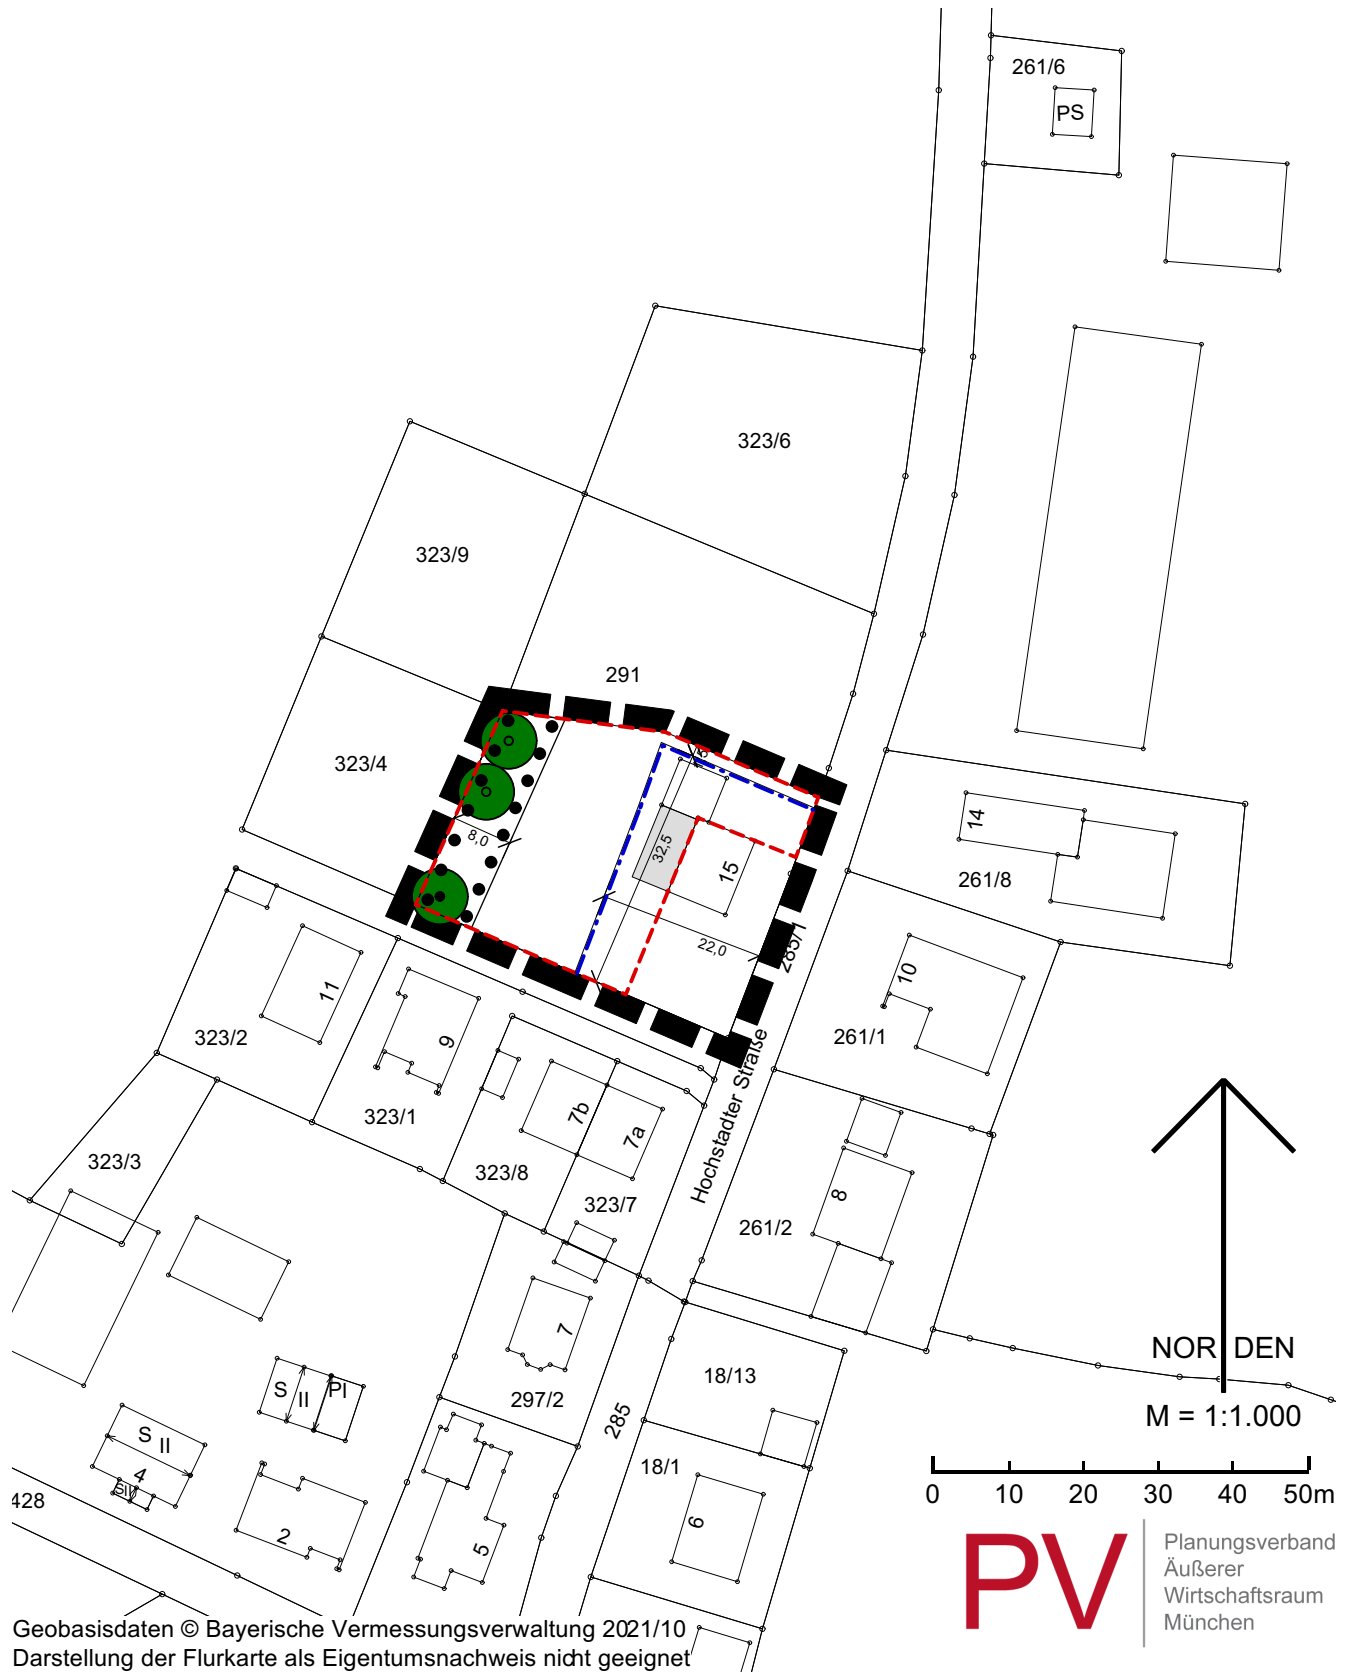 261/6
PS
323/6
323/9
291
323/4
14
8,0
32,5
15
261/8
22,0
285/1
10
11
323/2
9
261/1
323/1
7b
7a
Hochstadter Straße
323/3
323/8
323/7
8
261/2
7
NORDEN
18/13
S II
PI
297/2
M = 1:1.000
285
S II
18/1
4
0 10 20 30 40 50m
428
6
2
5
PV
Planungsverband
Äußerer
Wirtschaftsraum
München
Geobasisdaten © Bayerische Vermessungsverwaltung 2021/10
Darstellung der Flurkarte als Eigentumsnachweis nicht geeignet